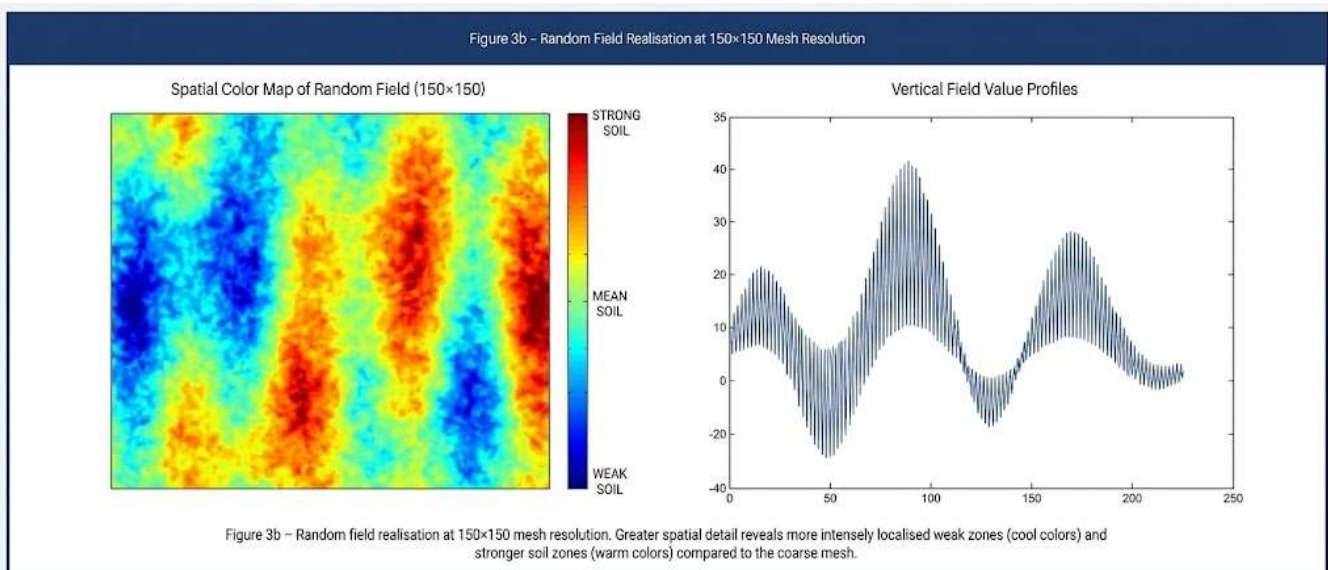 Figure 3b – Random Field Realisation at 150×150 Mesh Resolution
Spatial Color Map of Random Field (150×150)
STRONG
SOIL
MEAN
SOIL
WEAK
SOIL
Vertical Field Value Profiles
35
40
30
20
10
0
-20
-40
0
50
100
150
200
250
Figure 3b – Random field realisation at 150×150 mesh resolution. Greater spatial detail reveals more intensely localised weak zones (cool colors) and
stronger soil zones (warm colors) compared to the coarse mesh.